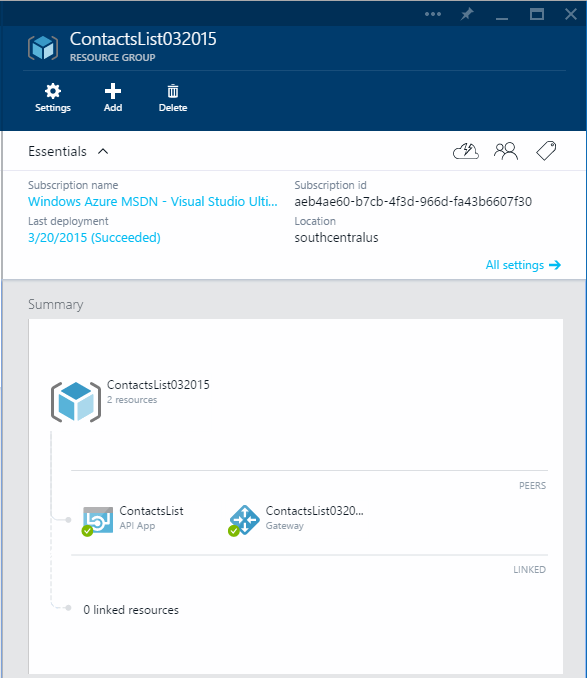 ContactsList032015
RESOURCE GROUP
Settings Add Delete
Essentials
Subscription name Subscription id
Windows Azure MSDN - Visual Studio Ulti... aeb4ae60-b7cb-4f3d-966d-fa43b6607f30
Last deployment Location
3/20/2015 (Succeeded) southcentralus
All settings
Summary
ContactsList032015
2 resources
PEERS
ContactsList ContactsList0320...
API App Gateway
LINKED
0 linked resources